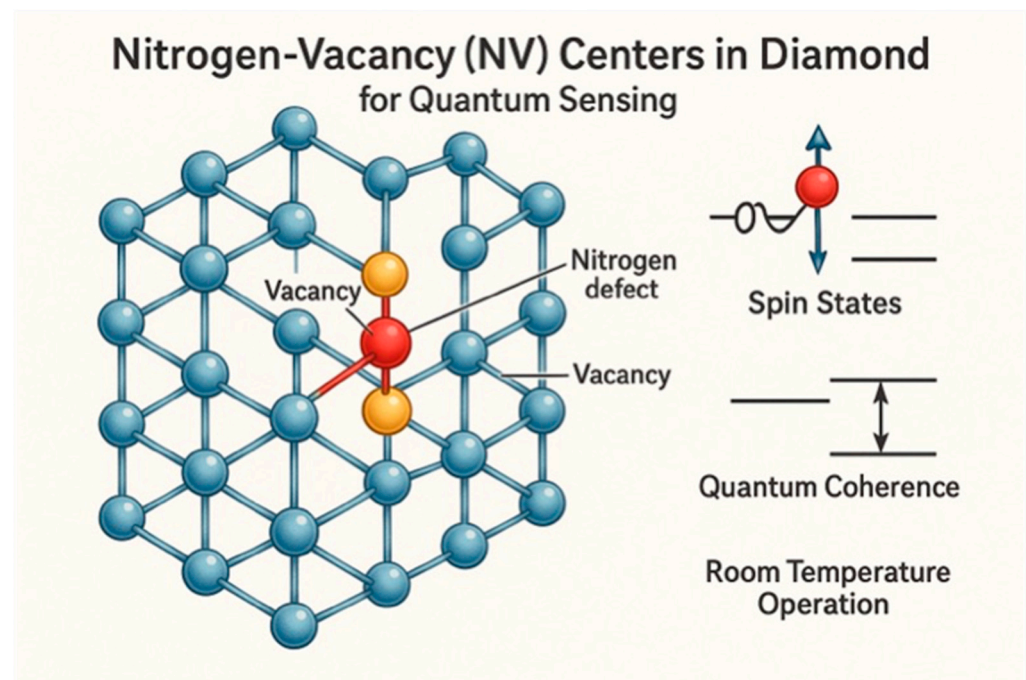 Nitrogen-Vacancy (NV) Centers in Diamond
for Quantum Sensing
Vacancy
Nitrogen
defect
Vacancy
Spin States
Quantum Coherence
Room Temperature
Operation